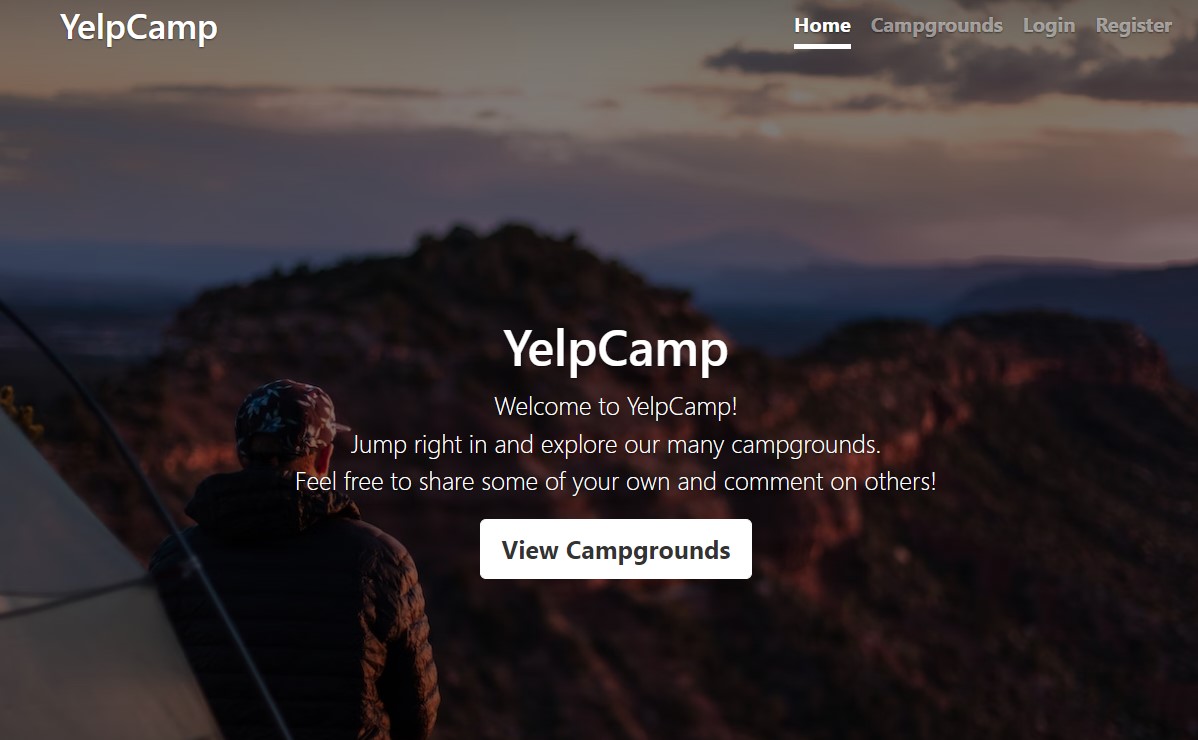 YelpCamp
Home Campgrounds Login Register
YelpCamp
Welcome to YelpCamp!
Jump right in and explore our many campgrounds.
Feel free to share some of your own and comment on others!
View Campgrounds